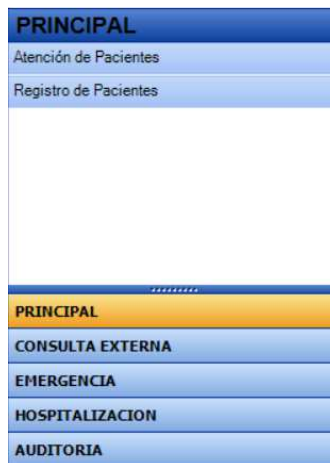 PRINCIPAL
Atención de Pacientes
Registro de Pacientes
PRINCIPAL
CONSULTA EXTERNA
EMERGENCIA
HOSPITALIZACION
AUDITORIA